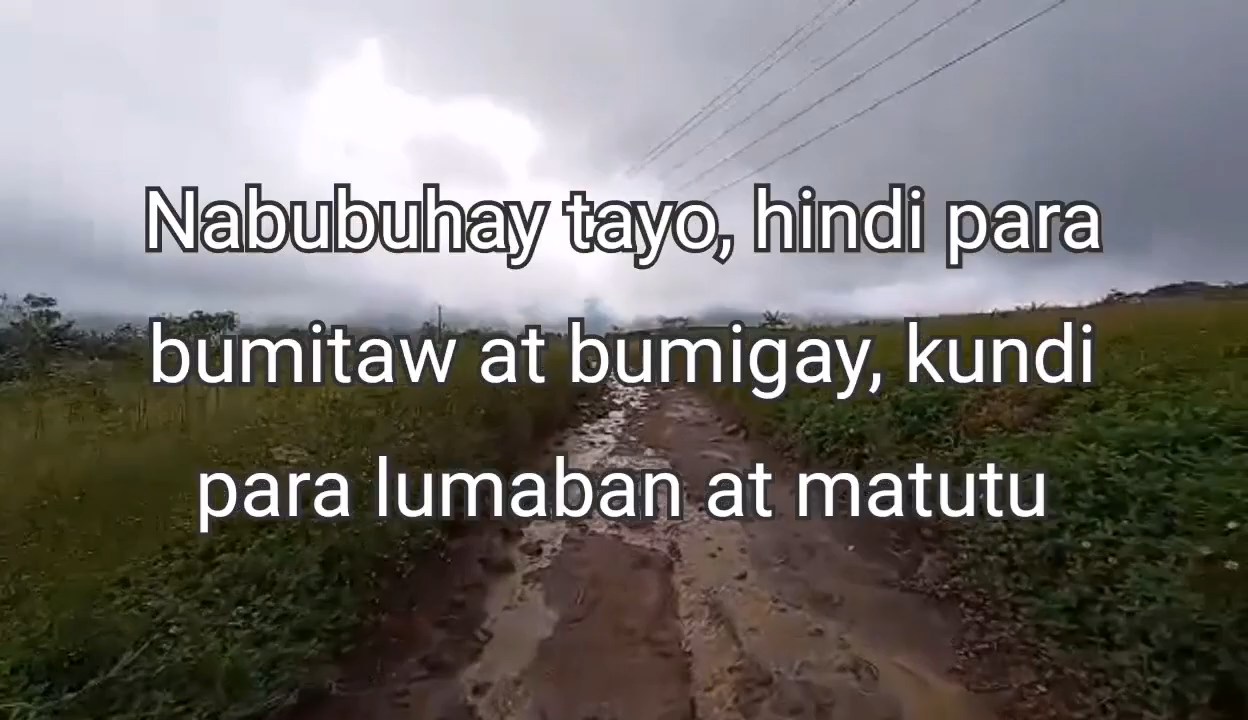 Nabubuhay tayo, hindi para
bumitaw at bumigay, kundi
para lumaban at matutu